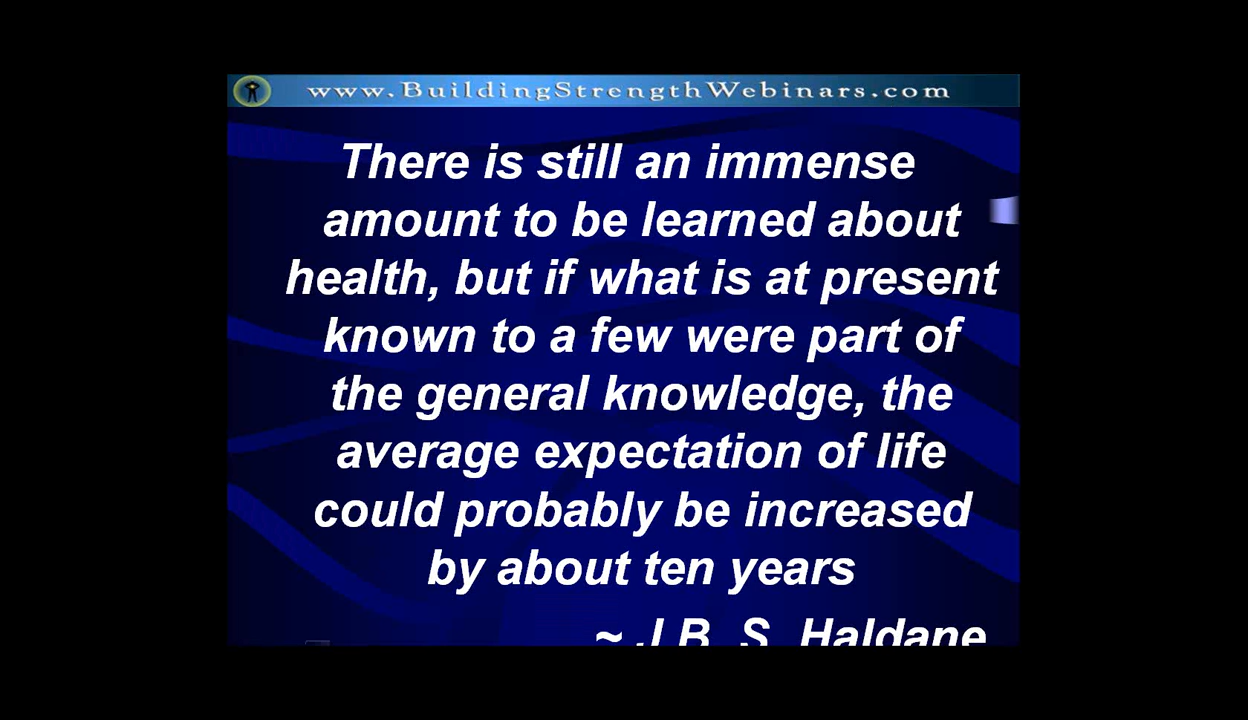 www.BuildingStrengthWebinars.com
There is still an immense
amount to be learned about
health, but if what is at present
known to a few were part of
the general knowledge, the
average expectation of life
could probably be increased
by about ten years
~ J.B. S. Haldane